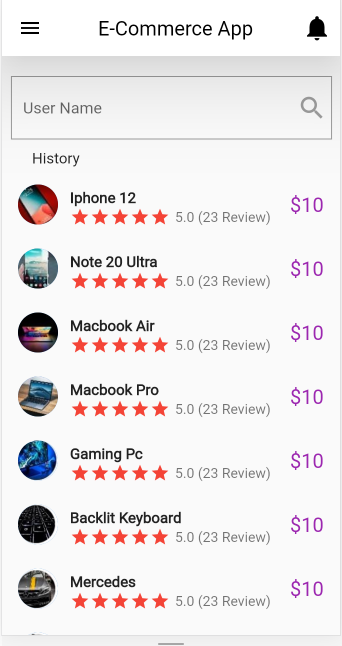 E-Commerce App
User Name
History
Iphone 12
5.0 (23 Review)
$10
Note 20 Ultra
5.0 (23 Review)
$10
Macbook Air
5.0 (23 Review)
$10
Macbook Pro
5.0 (23 Review)
$10
Gaming Pc
5.0 (23 Review)
$10
Backlit Keyboard
5.0 (23 Review)
$10
Mercedes
5.0 (23 Review)
$10